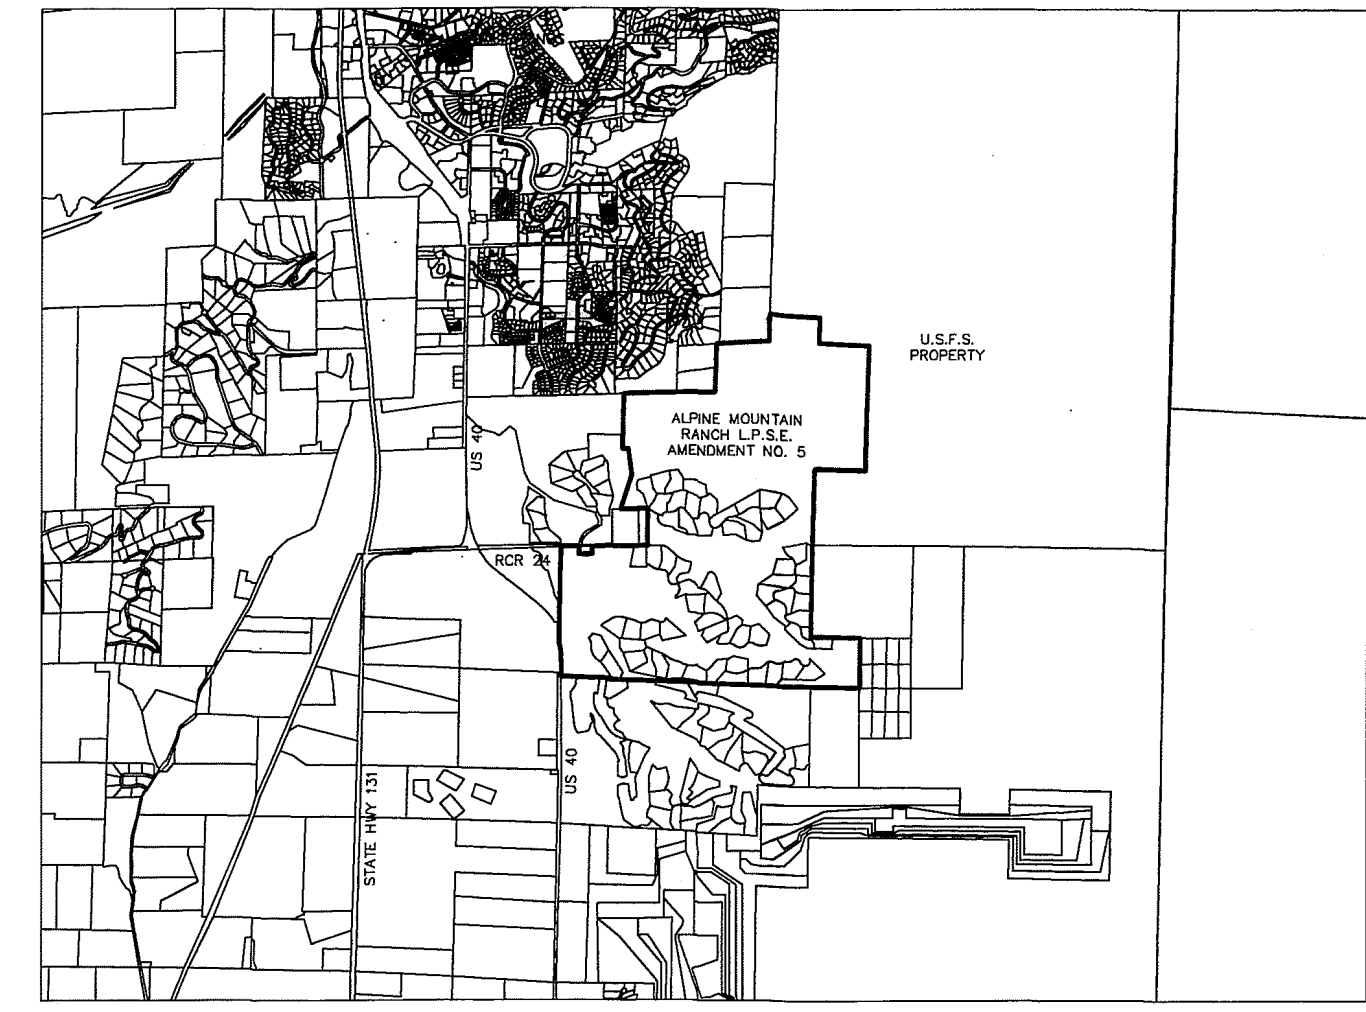 U.S.F.S.
PROPERTY
ALPINE MOUNTAIN
RANCH L.P.S.E.
AMENDMENT NO. 5
US 40
RCR 24
US 40
STATE HWY 131